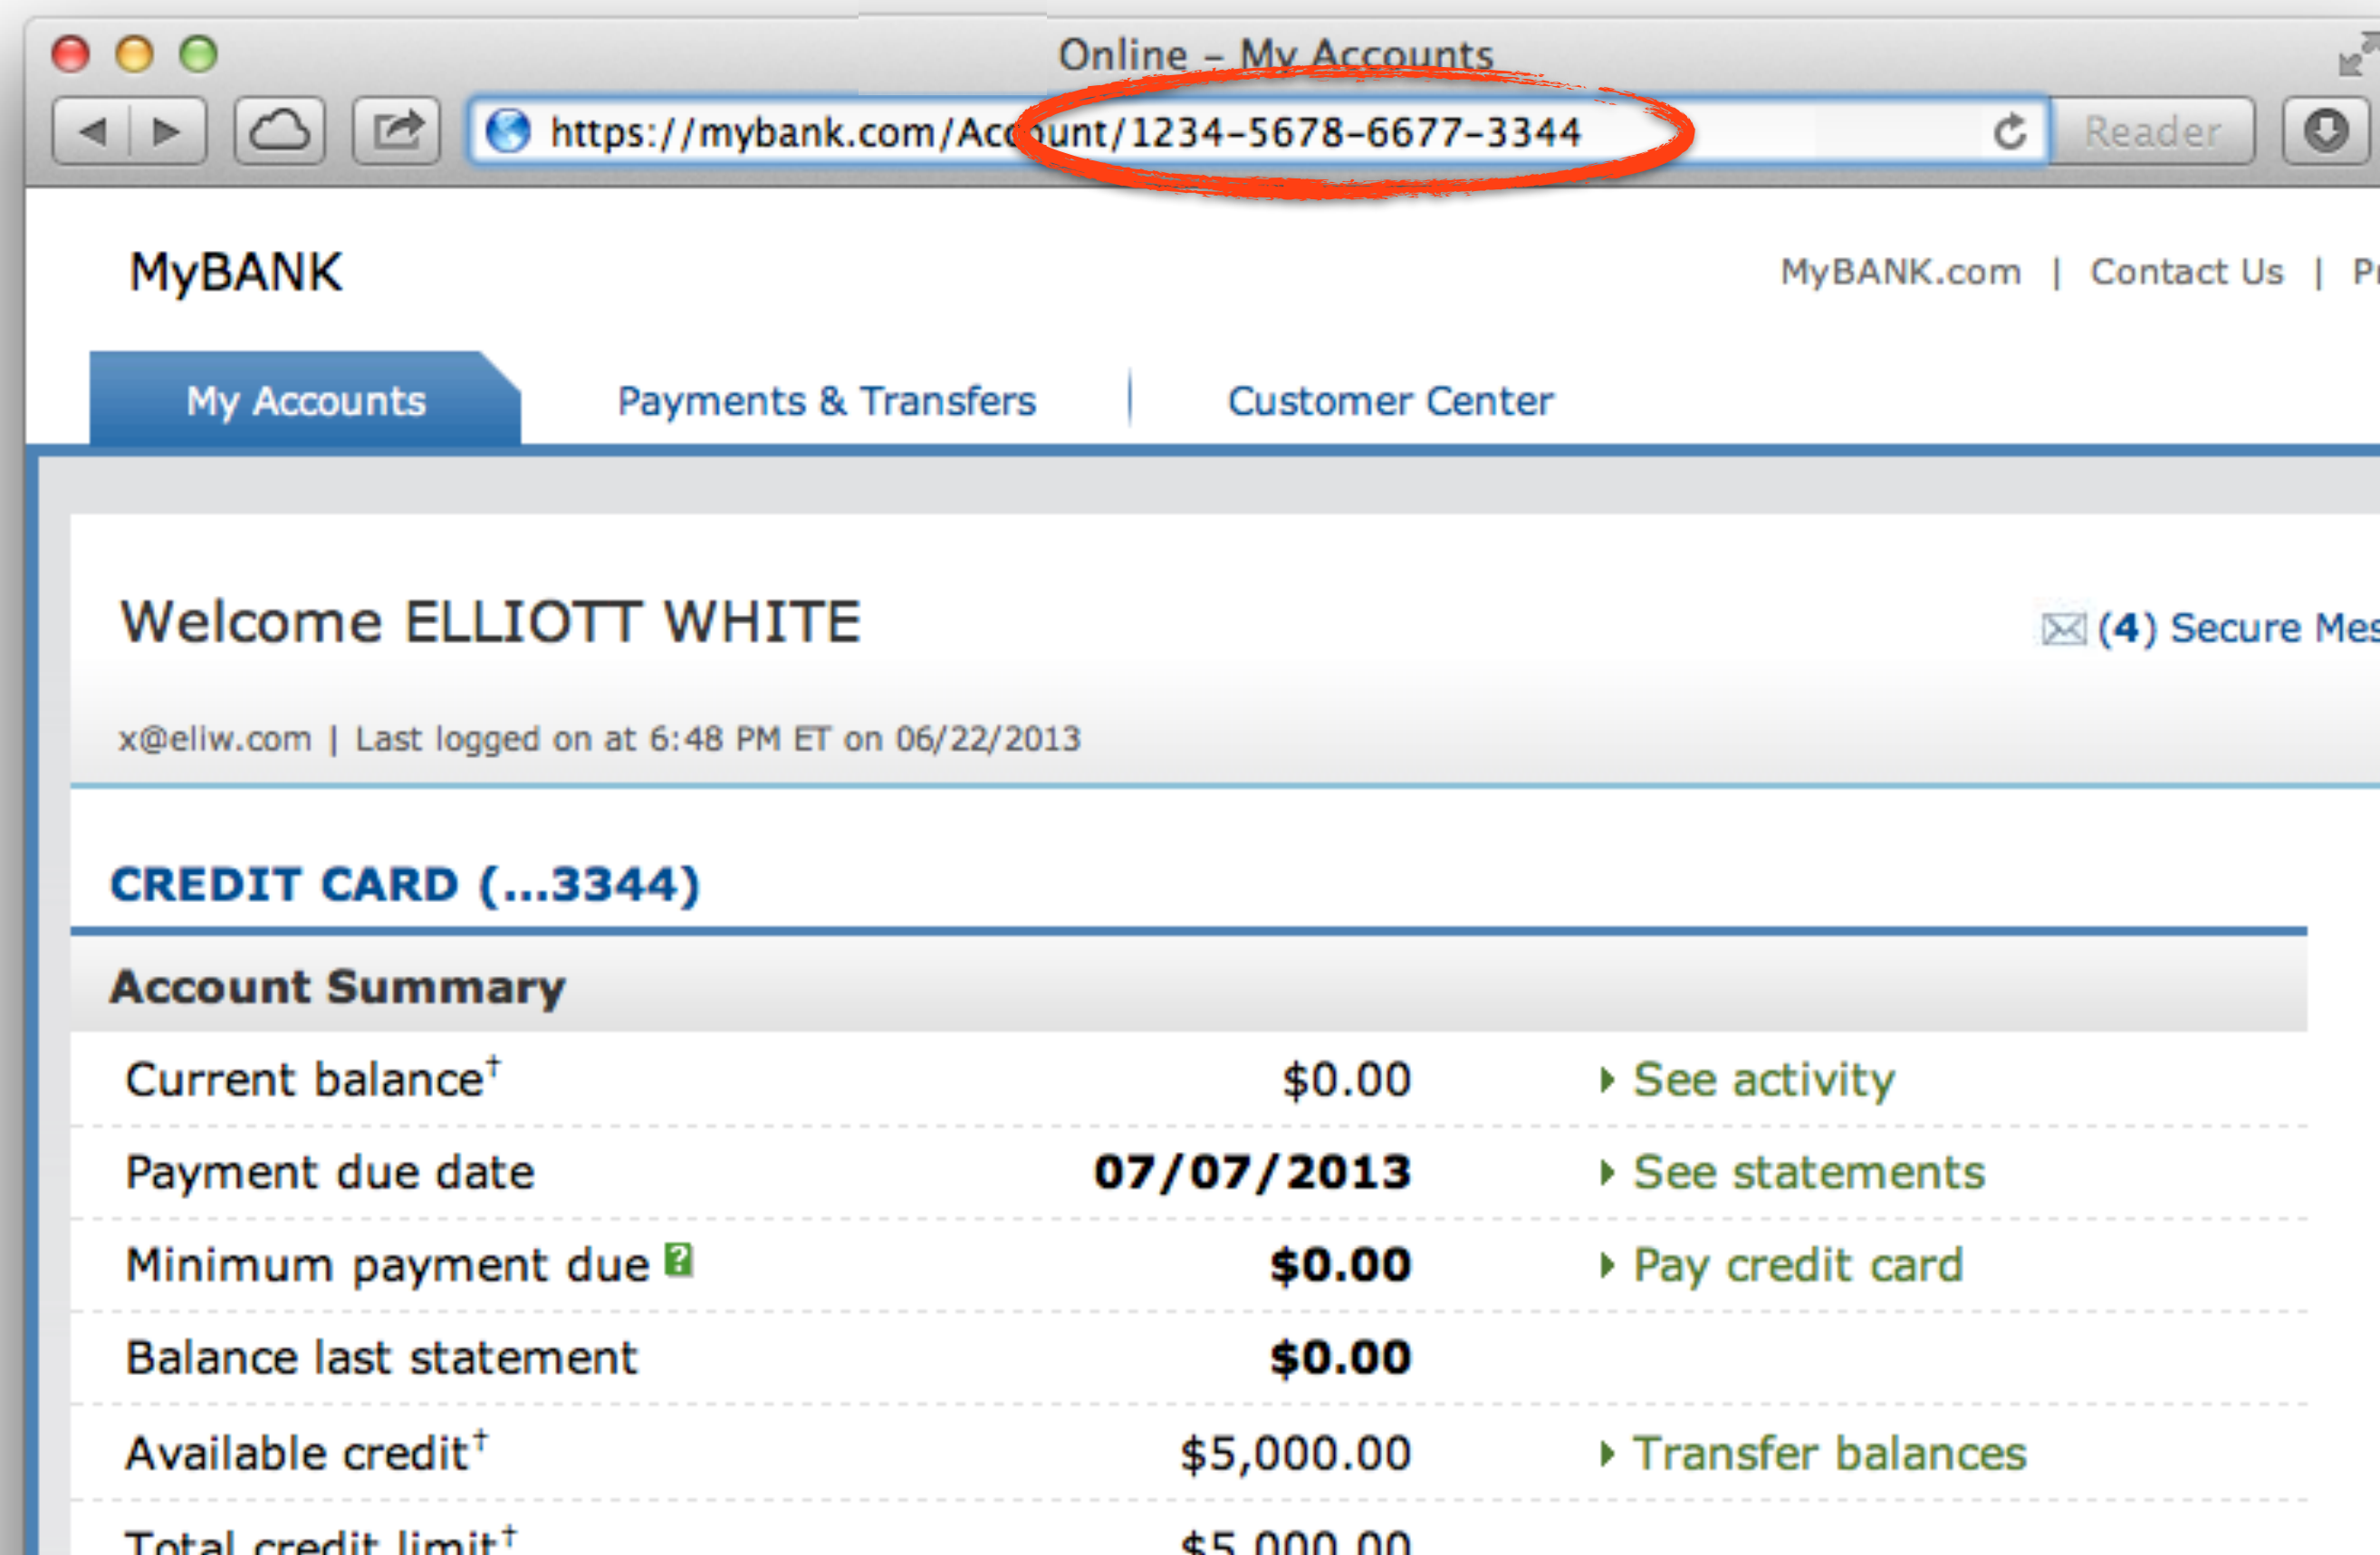 Online – My Accounts
https://mybank.com/Account/1234-5678-6677-3344
Reader
MyBANK
MyBANK.com | Contact Us |
My Accounts
Payments & Transfers | Customer Center
Welcome ELLIOTT WHITE
(4) Secure
x@eliw.com | Last logged on at 6:48 PM ET on 06/22/2013
CREDIT CARD (...3344)
Account Summary
Current balance† $0.00 See activity
Payment due date 07/07/2013 See statements
Minimum payment due ? $0.00 Pay credit card
Balance last statement $0.00
Available credit† $5,000.00 Transfer balances
Total credit limit† $5,000.00